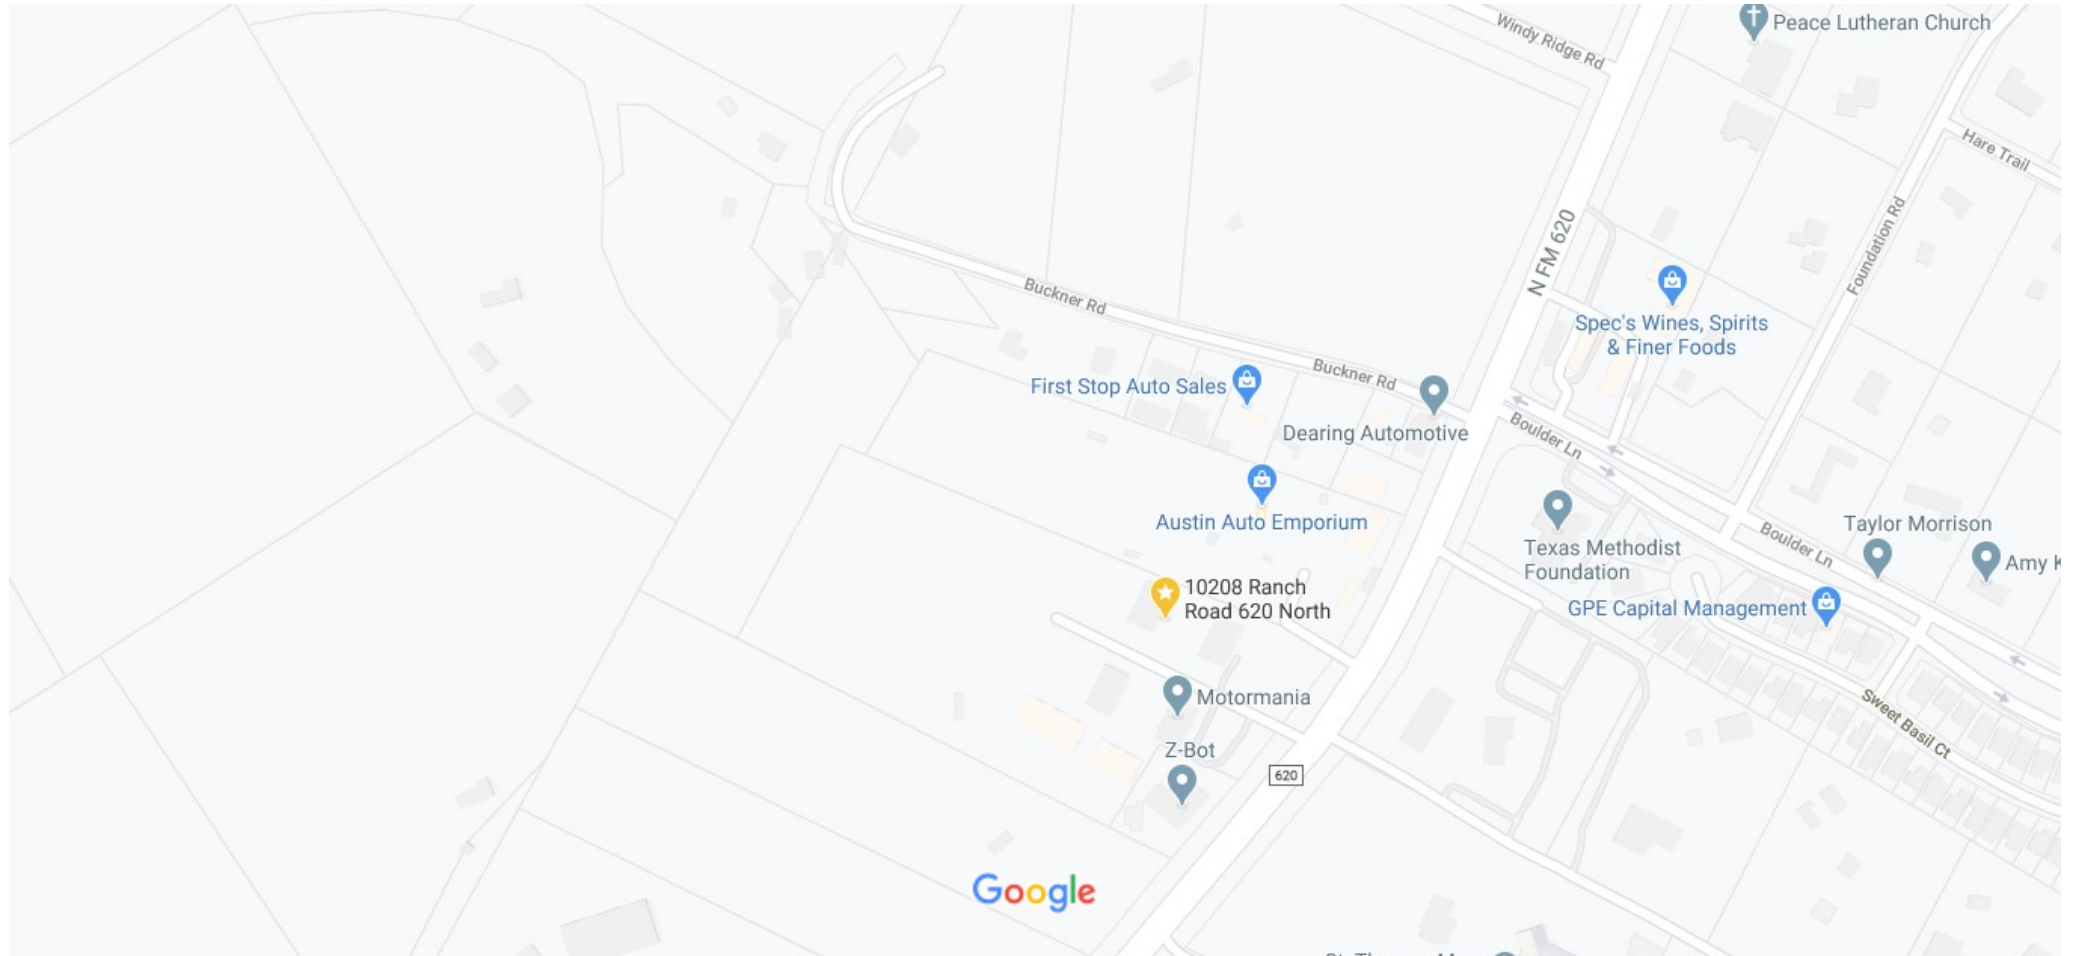 Windy Ridge Rd
Peace Lutheran Church
Hare Trail
Foundation Rd
N FM 620
Buckner Rd
Spec's Wines, Spirits
& Finer Foods
Buckner Rd
First Stop Auto Sales
Dearing Automotive
Boulder Ln
Austin Auto Emporium
Texas Methodist
Foundation
Boulder Ln
Taylor Morrison
Amy K
10208 Ranch
Road 620 North
GPE Capital Management
Motormania
Sweet Basil Ct
Z-Bot
620
Google